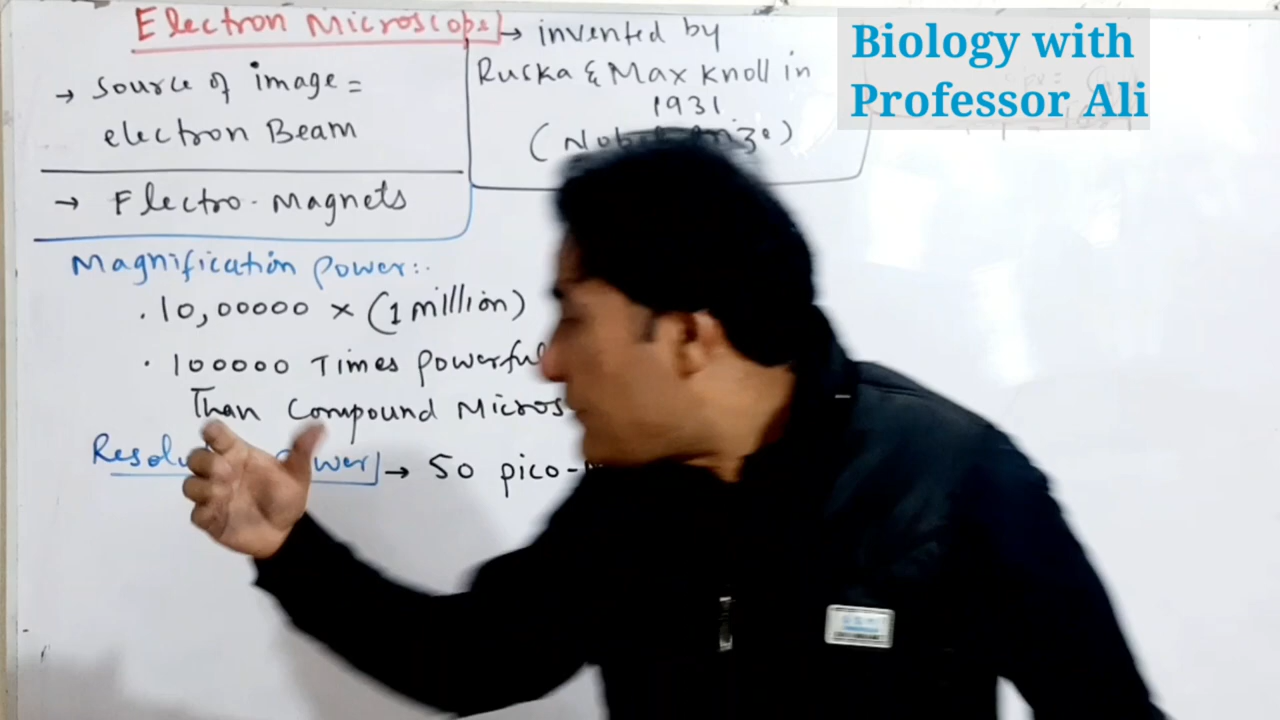 Electron Microscope → invented by
Ruska & Max Knoll in
1931
→ Source of image =
electron Beam
→ Electro-Magnets
Magnification power:-
. 10,00000 × (1 million)
. 100000 Times Powerful
Than Compound
→ 50 pico-
Biology with
Professor Ali